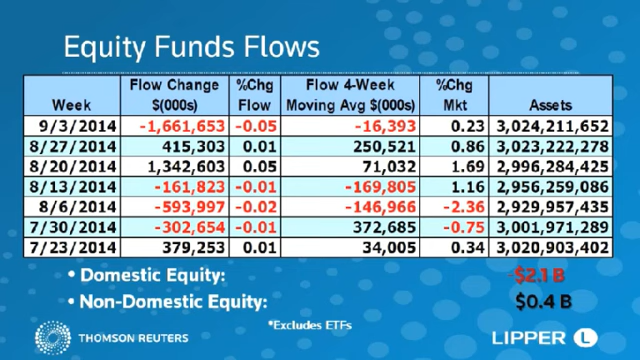 Equity Funds Flows
Flow Change %Chg Flow 4-Week %Chg
Week $(000s) Flow Moving Avg $(000s) Mkt Assets
9/3/2014 -1,661,653 -0.05 -16,393 0.23 3,024,211,652
8/27/2014 415,303 0.01 250,521 0.86 3,023,222,278
8/20/2014 1,342,603 0.05 71,032 1.69 2,996,284,425
8/13/2014 -161,823 -0.01 -169,805 1.16 2,956,259,086
8/6/2014 -593,997 -0.02 -146,966 -2.36 2,929,957,435
7/30/2014 -302,654 -0.01 372,685 -0.75 3,001,971,289
7/23/2014 379,253 0.01 34,005 0.34 3,020,903,402
• Domestic Equity: -$2.1 B
• Non-Domestic Equity: $0.4 B
*Excludes ETFs
THOMSON REUTERS
LIPPER L